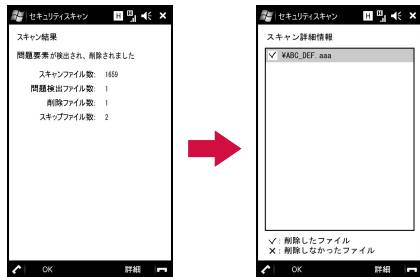 セキュリティスキャン
スキャン結果
問題要素が検出され、削除されました
スキャンファイル数: 1659
問題検出ファイル数: 1
削除ファイル数: 1
スキップファイル数: 2
OK 詳細
セキュリティスキャン
スキャン詳細情報
¥ABC_DEF.aaa
✓: 削除したファイル
×: 削除しなかったファイル
OK 詳細